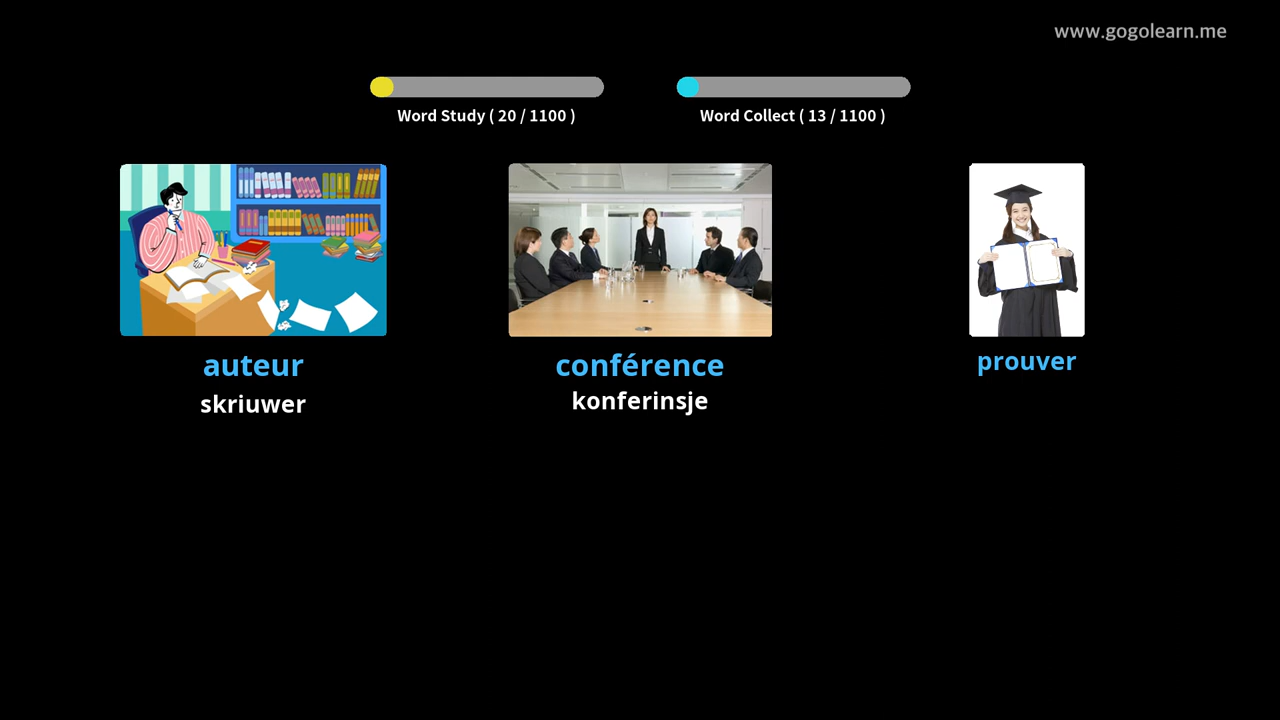 www.gogolearn.me
Word Study ( 20 / 1100 )
Word Collect ( 13 / 1100 )
auteur
skriuwer
conférence
konferinsje
prouver